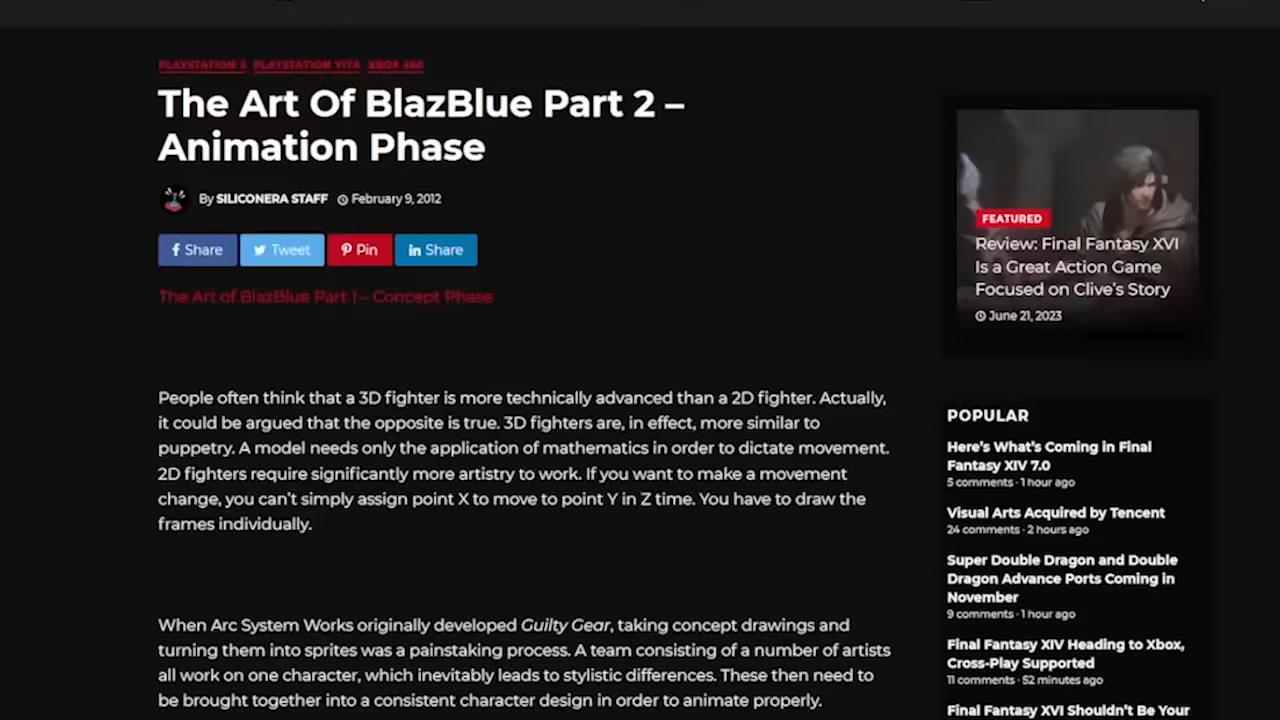 PLAYSTATION 3 PLAYSTATION VITA XBOX 360
The Art Of BlazBlue Part 2 –
Animation Phase
By SILICONERA STAFF February 9, 2012
Share Tweet Pin Share
The Art of BlazBlue Part 1 – Concept Phase
People often think that a 3D fighter is more technically advanced than a 2D fighter. Actually,
it could be argued that the opposite is true. 3D fighters are, in effect, more similar to
puppetry. A model needs only the application of mathematics in order to dictate movement.
2D fighters require significantly more artistry to work. If you want to make a movement
change, you can't simply assign point X to move to point Y in Z time. You have to draw the
frames individually.
When Arc System Works originally developed Guilty Gear, taking concept drawings and
turning them into sprites was a painstaking process. A team consisting of a number of artists
all work on one character, which inevitably leads to stylistic differences. These then need to
be brought together into a consistent character design in order to animate properly.
FEATURED
Review: Final Fantasy XVI
Is a Great Action Game
Focused on Clive's Story
June 21, 2023
POPULAR
Here's What's Coming in Final
Fantasy XIV 7.0
5 comments · 1 hour ago
Visual Arts Acquired by Tencent
24 comments · 2 hours ago
Super Double Dragon and Double
Dragon Advance Ports Coming in
November
9 comments · 1 hour ago
Final Fantasy XIV Heading to Xbox,
Cross-Play Supported
11 comments · 52 minutes ago
Final Fantasy XVI Shouldn't Be Your